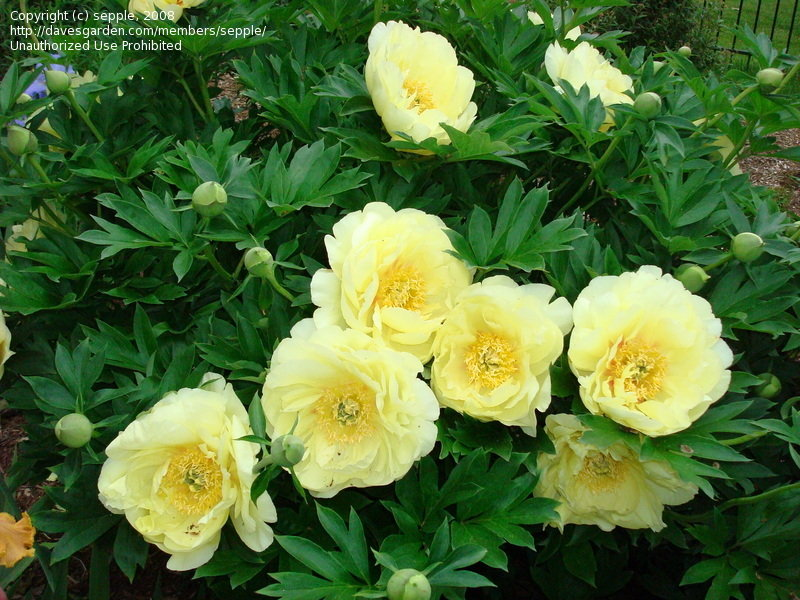 Copyright (c) sepple, 2008
http://davesgarden.com/members/sepple/
Unauthorized Use Prohibited